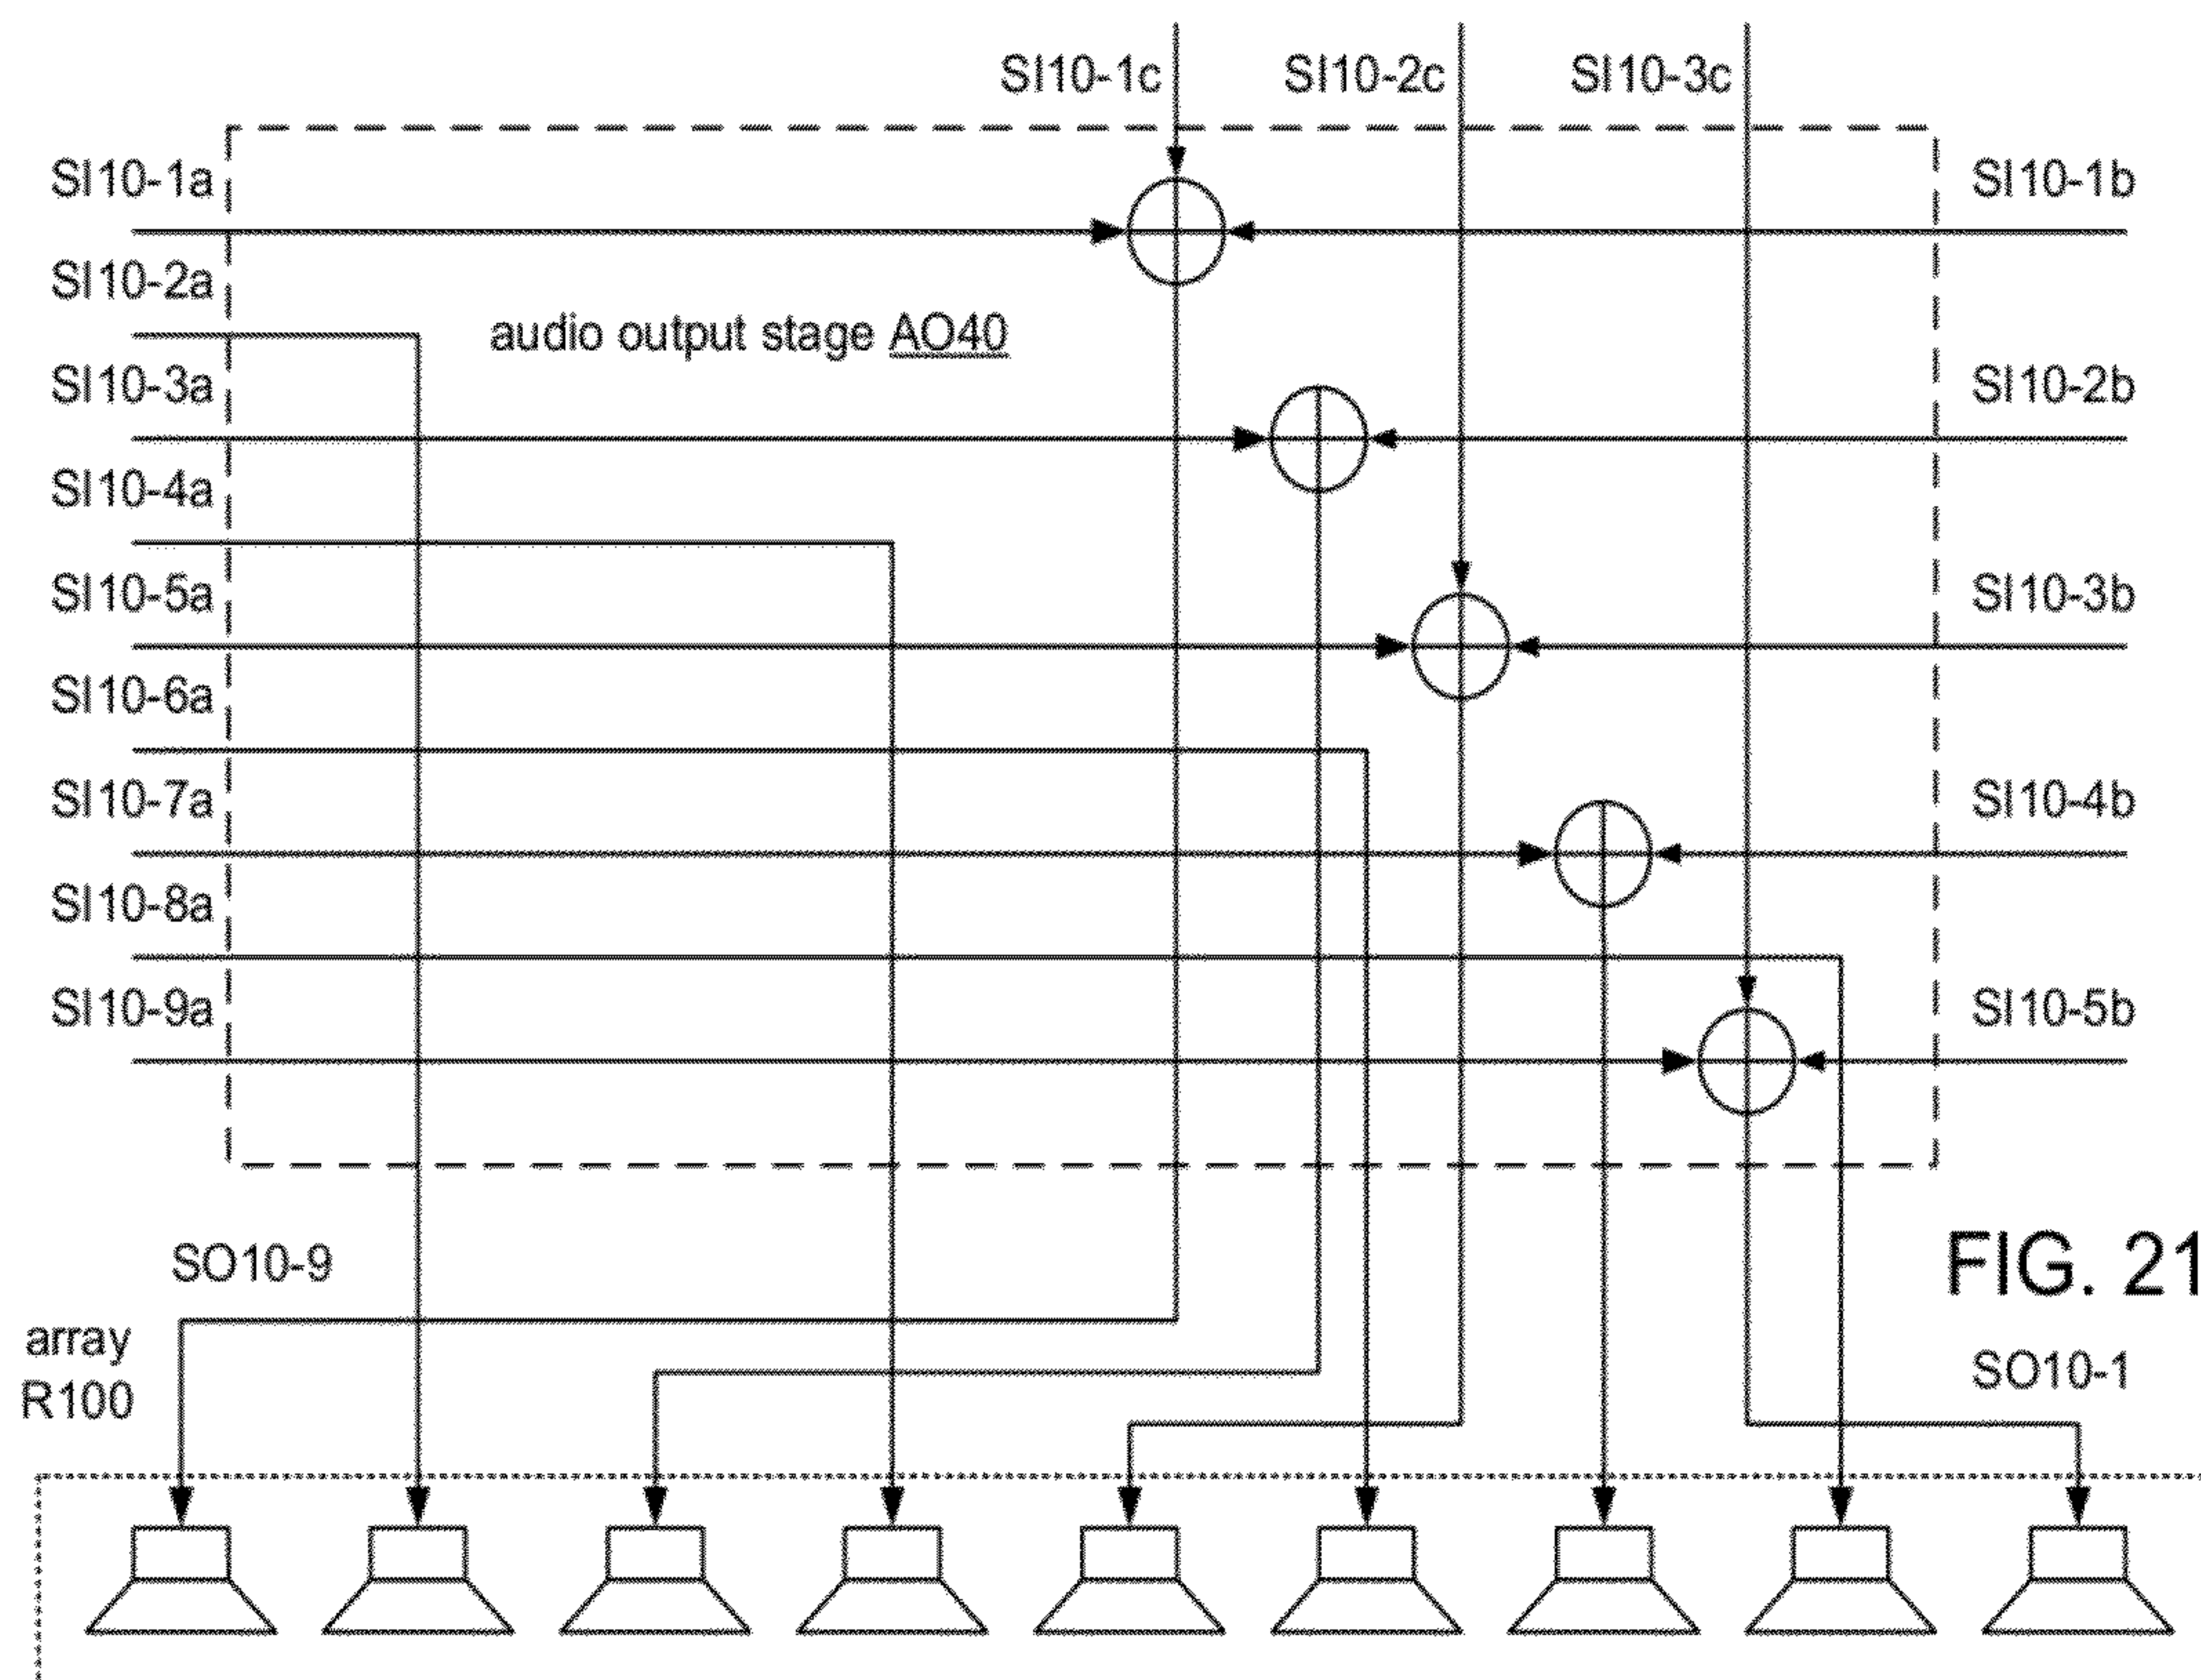 SI10-1c SI10-2c SI10-3c
SI10-1a SI10-1b
SI10-2a
audio output stage AO40
SI10-3a SI10-2b
SI10-4a
SI10-5a SI10-3b
SI10-6a
SI10-7a SI10-4b
SI10-8a
SI10-9a SI10-5b
SO10-9 FIG. 21
array
R100 SO10-1